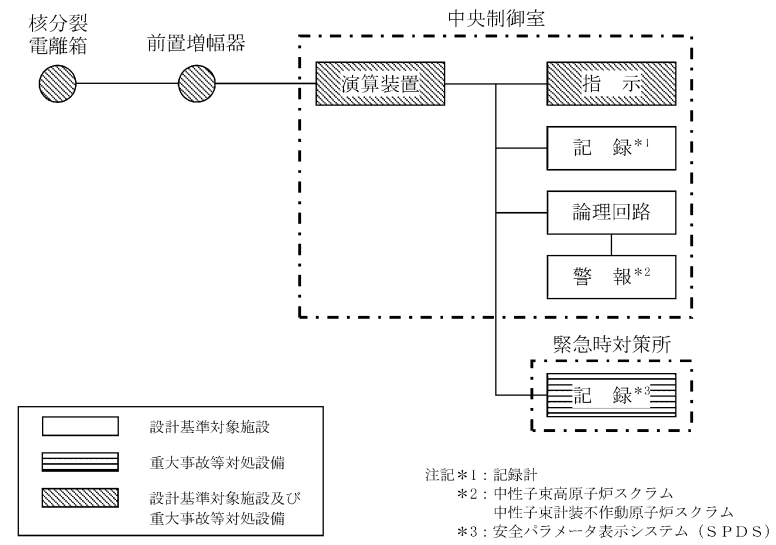 核分裂
電離箱
前置増幅器
中央制御室
演算装置
指　示
記　録＊1
論理回路
警　報＊2
緊急時対策所
記　録＊3
設計基準対象施設
重大事故等対処設備
設計基準対象施設及び
重大事故等対処設備
注記＊1：記録計
＊2：中性子束高原子炉スクラム
中性子束計装不作動原子炉スクラム
＊3：安全パラメータ表示システム（ＳＰＤＳ）